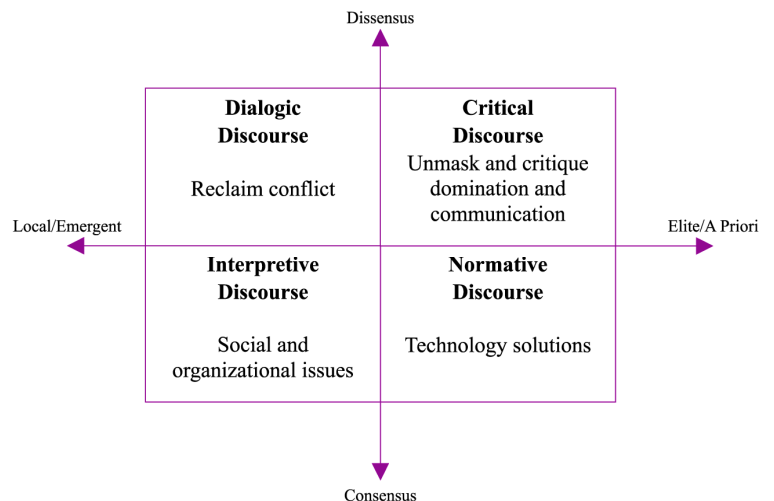 Dissensus
Dialogic
Discourse
Reclaim conflict
Critical
Discourse
Unmask and critique
domination and
communication
Local/Emergent
Elite/A Priori
Interpretive
Discourse
Social and
organizational issues
Normative
Discourse
Technology solutions
Consensus